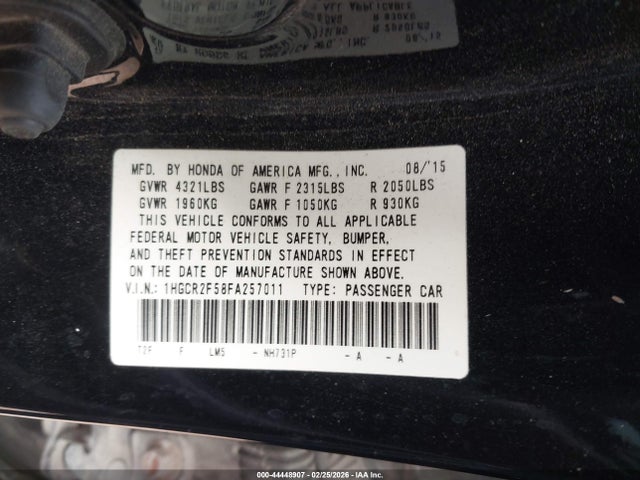 MFD. BY HONDA OF AMERICA MFG., INC. 08/'15
GVWR 4321LBS GAWR F 2315LBS R 2050LBS
GVWR 1960KG GAWR F 1050KG R 930KG
THIS VEHICLE CONFORMS TO ALL APPLICABLE
FEDERAL MOTOR VEHICLE SAFETY, BUMPER,
AND THEFT PREVENTION STANDARDS IN EFFECT
ON THE DATE OF MANUFACTURE SHOWN ABOVE.
V.I.N.: 1HGCR2F58FA257011 TYPE: PASSENGER CAR
T2F F LM5 - NH731P - A - A
000-44448907 - 02/25/2026 - IAA Inc.